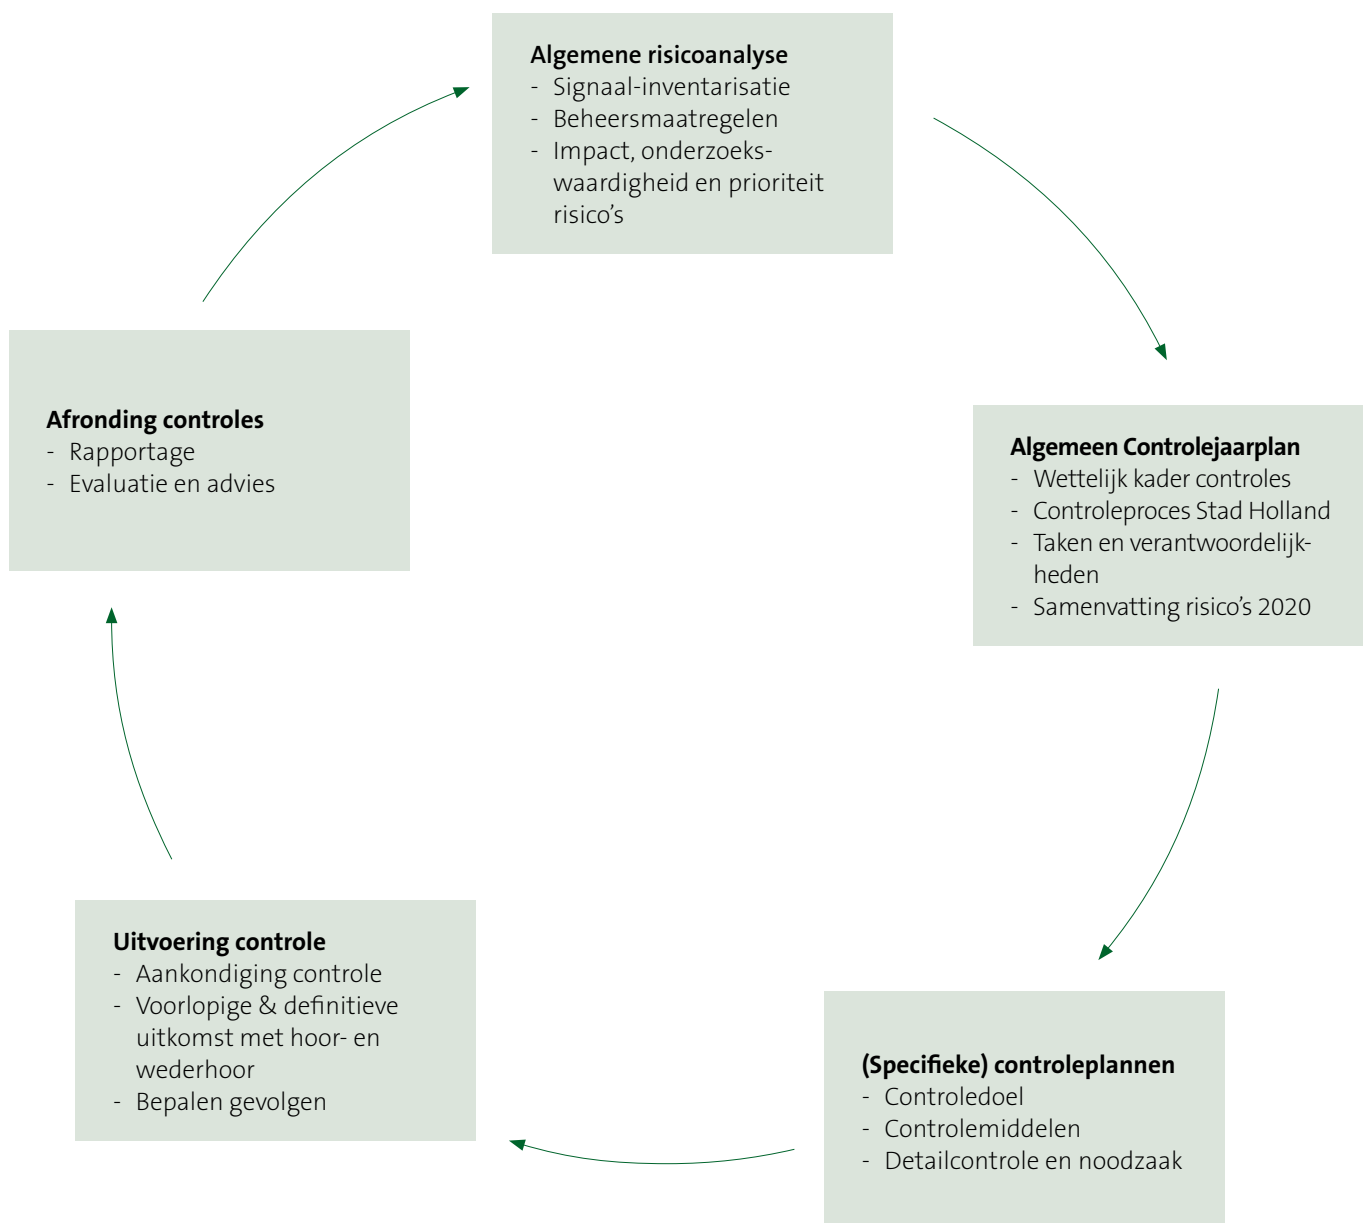 Algemene risicoanalyse
- Signaal-inventarisatie
- Beheersmaatregelen
- Impact, onderzoeks-
waardigheid en prioriteit
risico’s
Algemeen Controlejaarplan
- Wettelijk kader controles
- Controleproces Stad Holland
- Taken en verantwoordelijk-
heden
- Samenvatting risico’s 2020
(Specifieke) controleplannen
- Controledoel
- Controlemiddelen
- Detailcontrole en noodzaak
Uitvoering controle
- Aankondiging controle
- Voorlopige & definitieve
uitkomst met hoor- en
wederhoor
- Bepalen gevolgen
Afronding controles
- Rapportage
- Evaluatie en advies